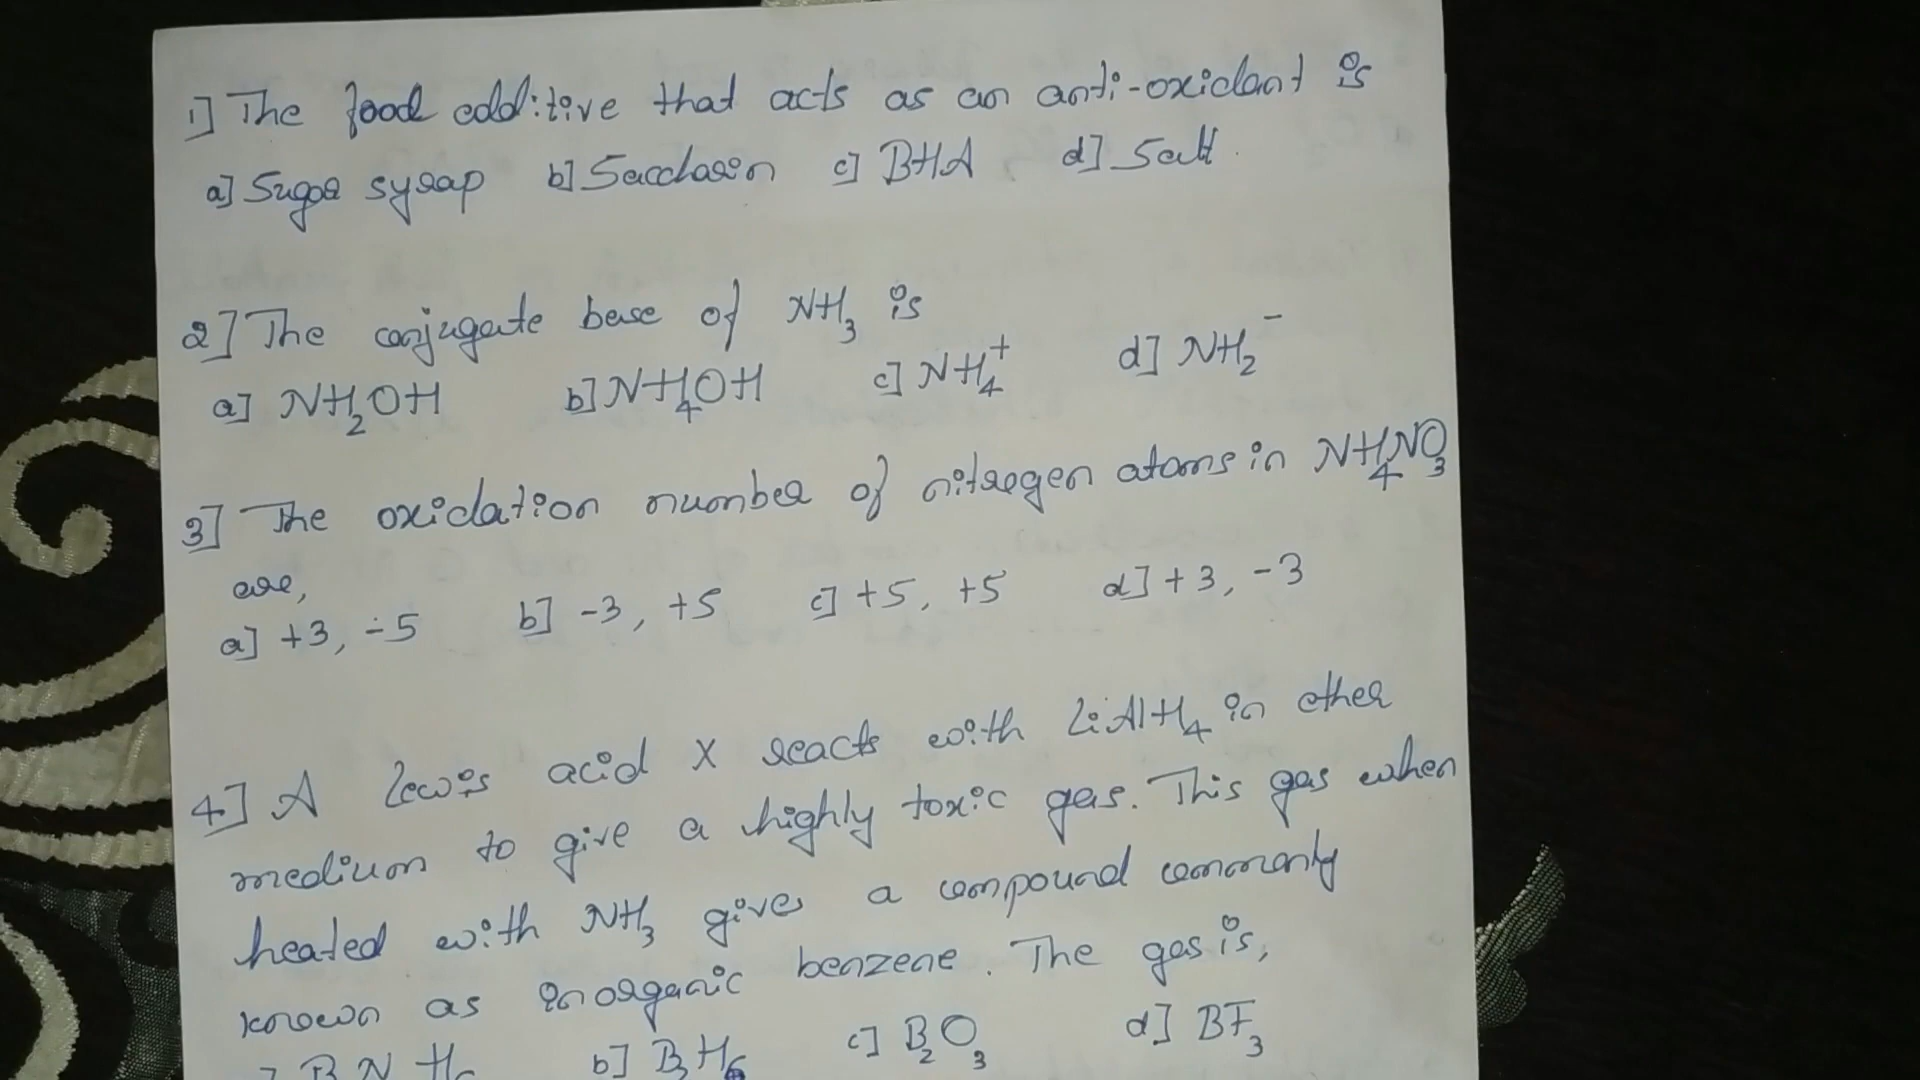 1] The food additive that acts as an anti-oxidant is
a] Sugar syrap b] Saccharin c] BHA d] Salt.
2] The conjugate base of NH₃ is
a] NH₂OH b] NH₄OH c] NH₄⁺ d] NH₂⁻
3] The oxidation number of nitrogen atoms in NH₄NO₃
are,
a] +3, -5 b] -3, +5 c] +5, +5 d] +3, -3
4] A Lewis acid X reacts with LiAlH₄ in ether
medium to give a highly toxic gas. This gas when
heated with NH₃ gives a compound commonly
known as inorganic benzene. The gas is,
b] B H₆ c] B₂O₃ d] BF₃